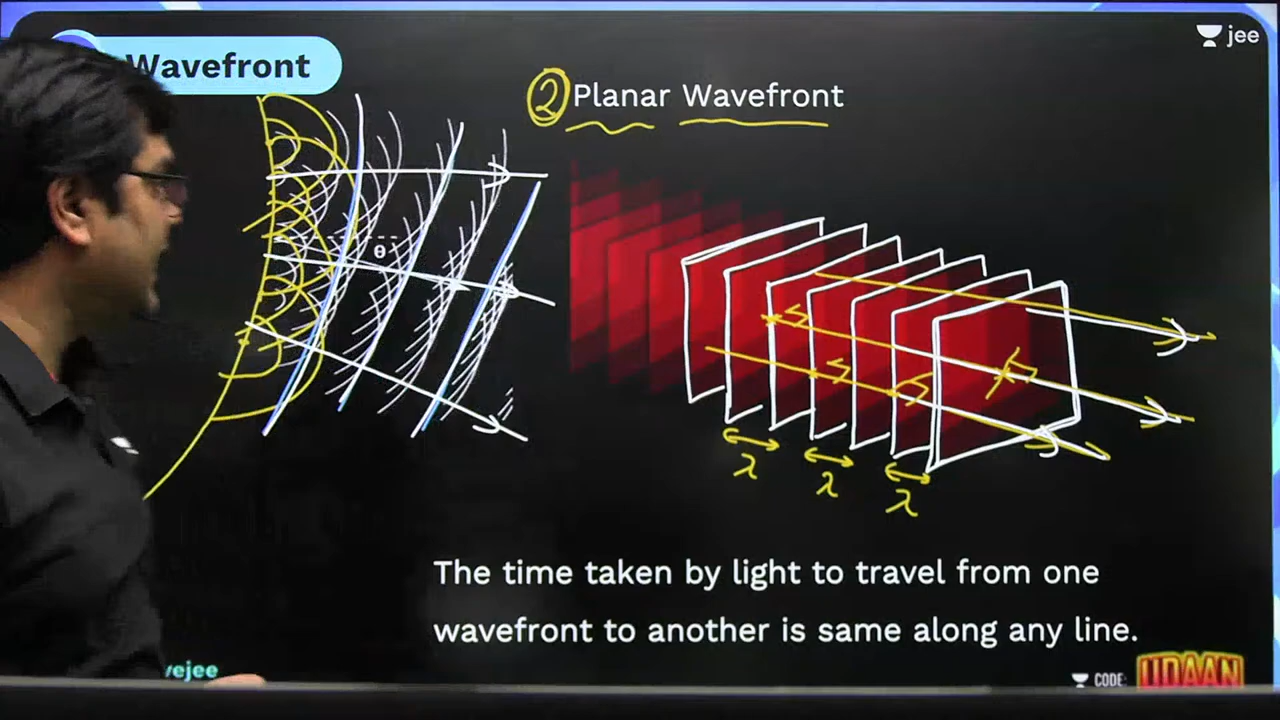 Wavefront
jee
2 Planar Wavefront
θ
λ
λ
λ
The time taken by light to travel from one
wavefront to another is same along any line.
vejee
CODE: UDAAN